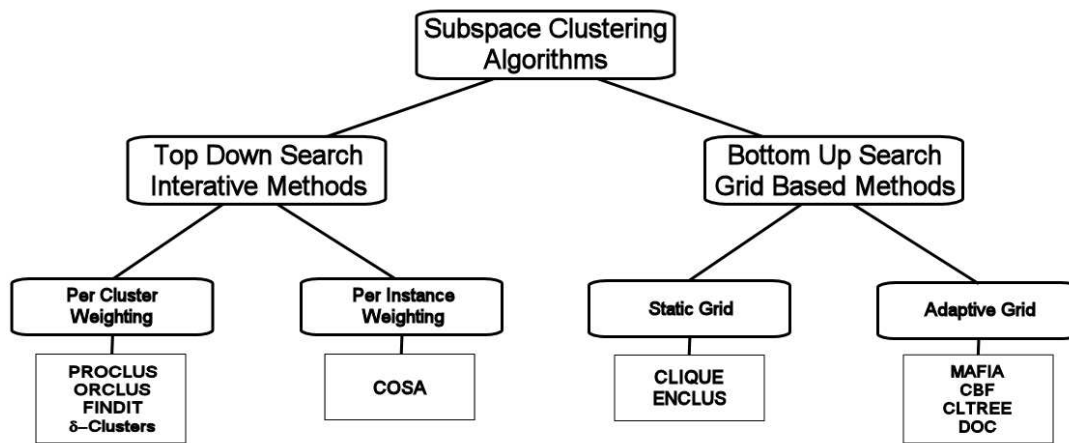 Subspace Clustering
Algorithms
Top Down Search
Interative Methods
Bottom Up Search
Grid Based Methods
Per Cluster
Weighting
Per Instance
Weighting
Static Grid
Adaptive Grid
PROCLUS
ORCLUS
FINDIT
δ–Clusters
COSA
CLIQUE
ENCLUS
MAFIA
CBF
CLTREE
DOC